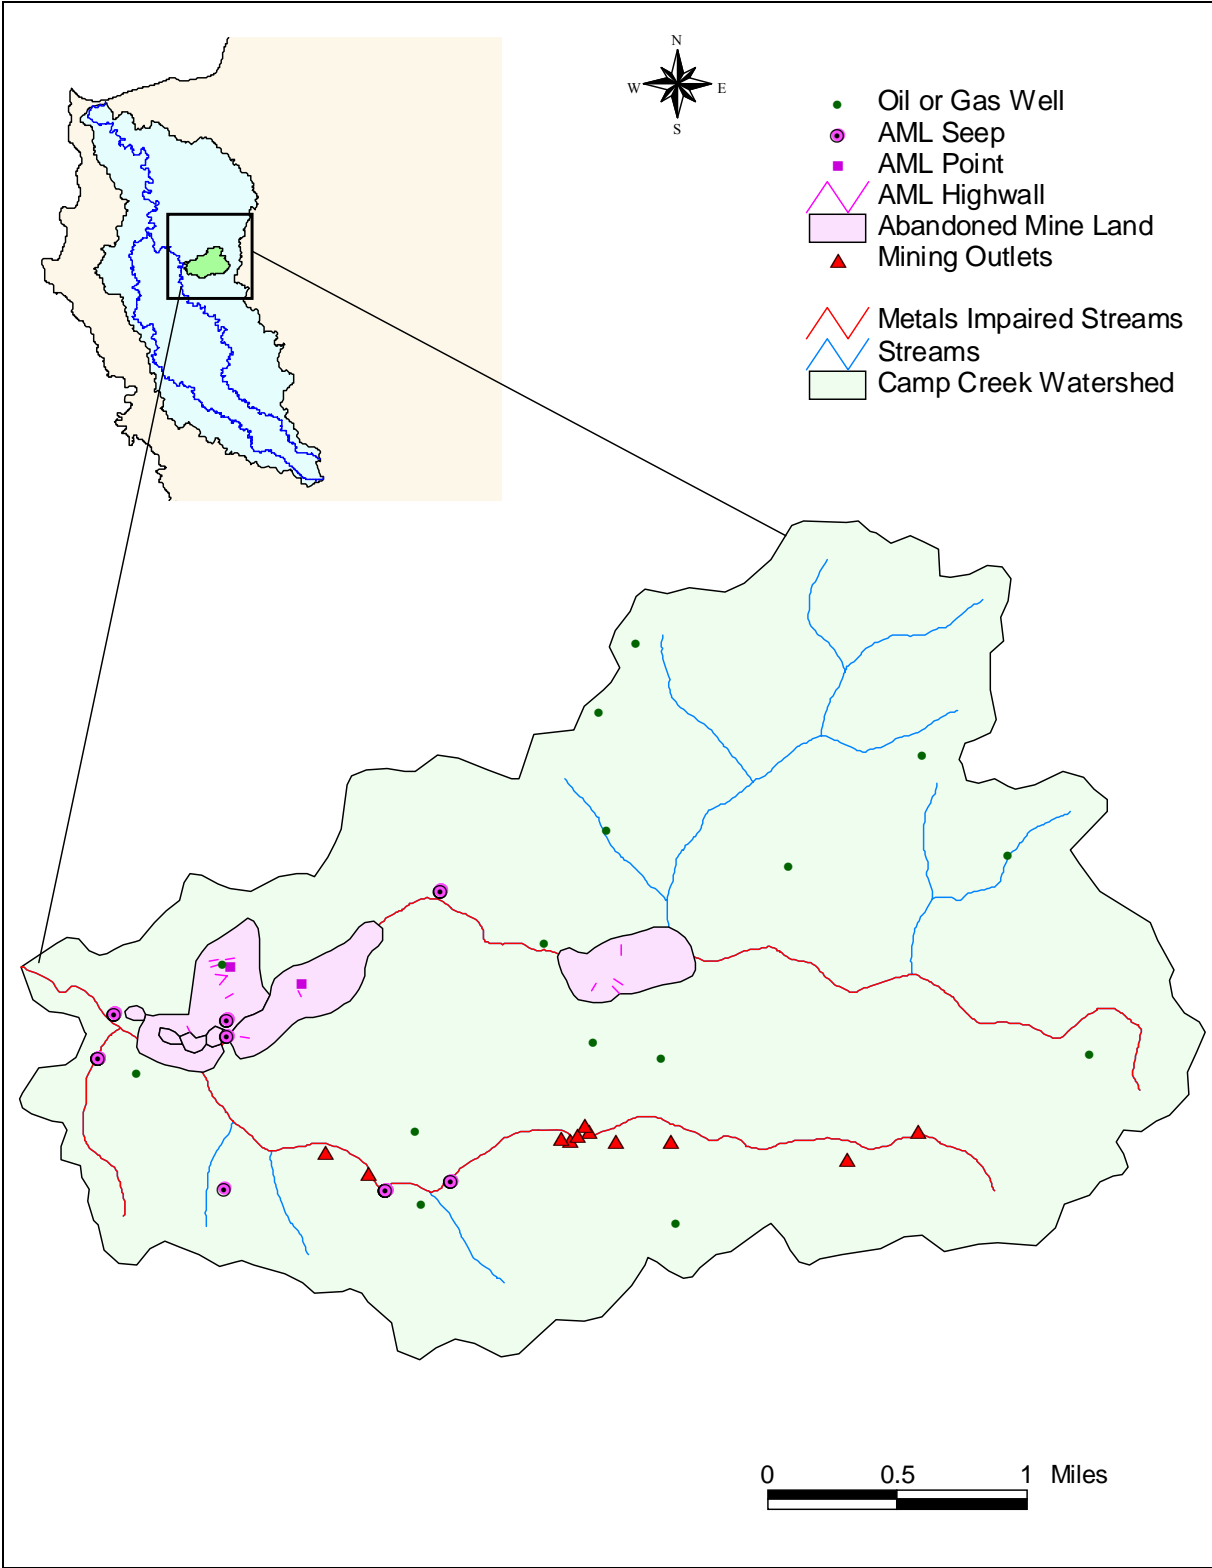 N
W E
S
Oil or Gas Well
AML Seep
AML Point
AML Highwall
Abandoned Mine Land
Mining Outlets
Metals Impaired Streams
Streams
Camp Creek Watershed
0 0.5 1 Miles